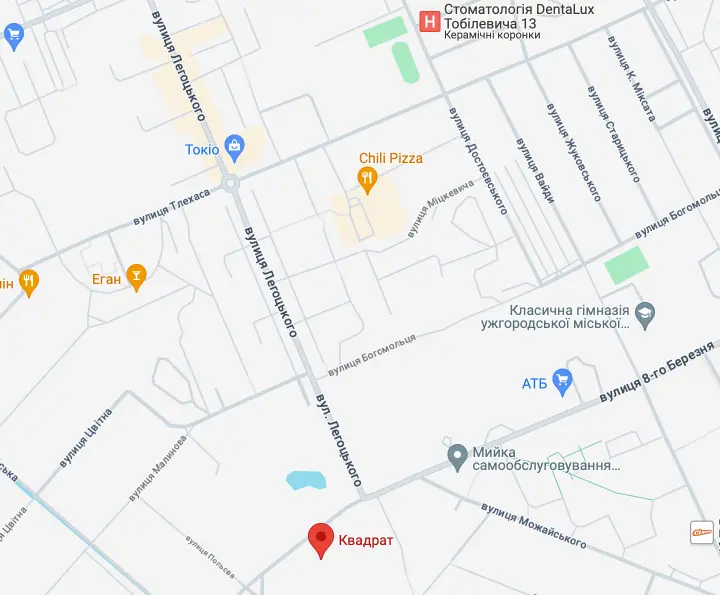 Стоматологія DentaLux
Тобілевича 13
Керамічні коронки
вулиця Легоцького
вулиця К. Міксата
Токіо
Chili Pizza
вулиця Достоєвського
вулиця Вайди
вулиця Жуковського
вулиця Старицького
вулиця Тлехаса
вулиця Міцкевича
вулиця Богомольця
Еган
вулиця Легоцького
Класична гімназія
ужгородської міської...
вулиця Богомольця
АТБ
вулиця 8-го Березня
вул. Легоцького
вулиця Цвітна
вулиця Малинова
Мийка
самообслуговування...
вулиця Цвітна
вулиця Польова
вулиця Можайського
Квадрат